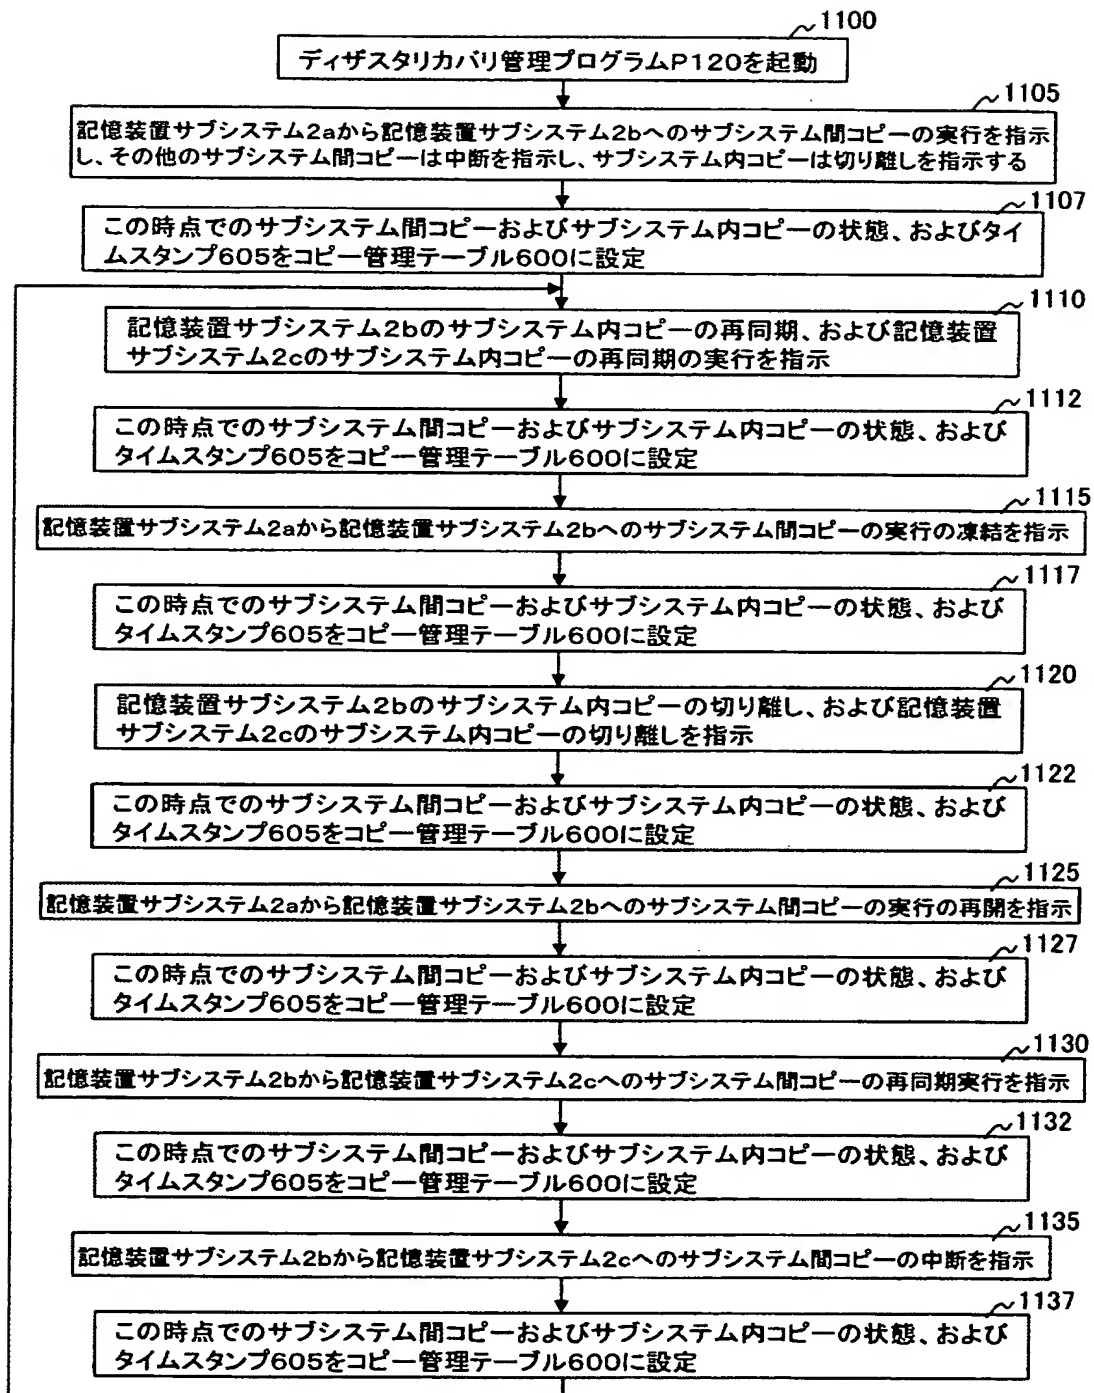 1100
ディザスタリカバリ管理プログラムP120を起動
1105
記憶装置サブシステム2aから記憶装置サブシステム2bへのサブシステム間コピーの実行を指示
し、その他のサブシステム間コピーは中断を指示し、サブシステム内コピーは切り離しを指示する
1107
この時点でのサブシステム間コピーおよびサブシステム内コピーの状態、およびタイ
ムスタンプ605をコピー管理テーブル600に設定
1110
記憶装置サブシステム2bのサブシステム内コピーの再同期、および記憶装置
サブシステム2cのサブシステム内コピーの再同期の実行を指示
1112
この時点でのサブシステム間コピーおよびサブシステム内コピーの状態、および
タイムスタンプ605をコピー管理テーブル600に設定
1115
記憶装置サブシステム2aから記憶装置サブシステム2bへのサブシステム間コピーの実行の凍結を指示
1117
この時点でのサブシステム間コピーおよびサブシステム内コピーの状態、および
タイムスタンプ605をコピー管理テーブル600に設定
1120
記憶装置サブシステム2bのサブシステム内コピーの切り離し、および記憶装置
サブシステム2cのサブシステム内コピーの切り離しを指示
1122
この時点でのサブシステム間コピーおよびサブシステム内コピーの状態、および
タイムスタンプ605をコピー管理テーブル600に設定
1125
記憶装置サブシステム2aから記憶装置サブシステム2bへのサブシステム間コピーの実行の再開を指示
1127
この時点でのサブシステム間コピーおよびサブシステム内コピーの状態、および
タイムスタンプ605をコピー管理テーブル600に設定
1130
記憶装置サブシステム2bから記憶装置サブシステム2cへのサブシステム間コピーの再同期実行を指示
1132
この時点でのサブシステム間コピーおよびサブシステム内コピーの状態、および
タイムスタンプ605をコピー管理テーブル600に設定
1135
記憶装置サブシステム2bから記憶装置サブシステム2cへのサブシステム間コピーの中断を指示
1137
この時点でのサブシステム間コピーおよびサブシステム内コピーの状態、および
タイムスタンプ605をコピー管理テーブル600に設定